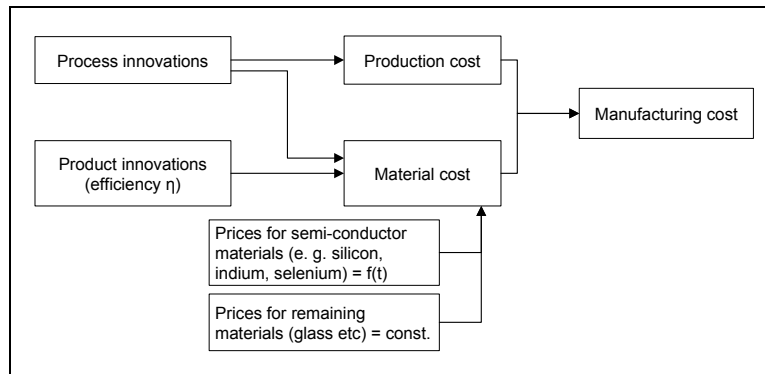 Process innovations
Production cost
Manufacturing cost
Product innovations
(efficiency η)
Material cost
Prices for semi-conductor
materials (e. g. silicon,
indium, selenium) = f(t)
Prices for remaining
materials (glass etc) = const.